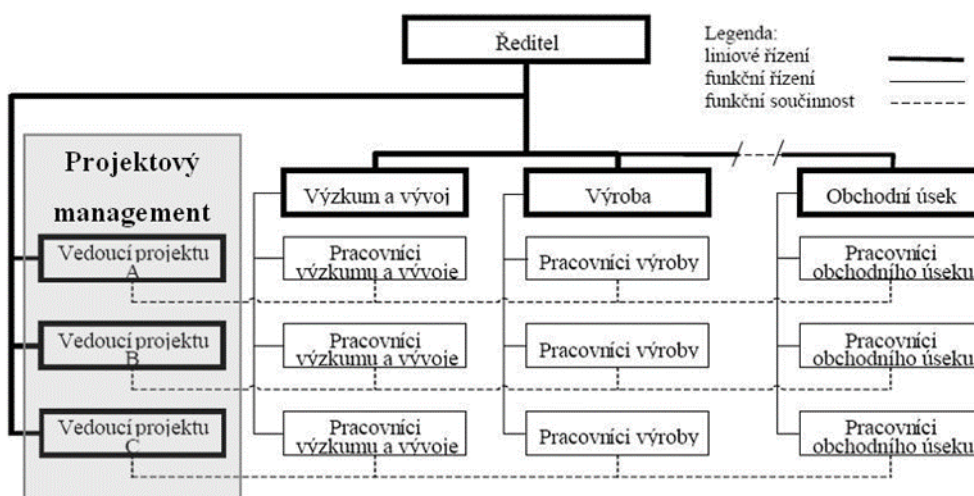 Ředitel
Legenda:
liniové řízení
funkční řízení
funkční součinnost
Projektový
management
Výzkum a vývoj
Výroba
Obchodní úsek
Vedoucí projektu
A
Pracovníci
výzkumu a vývoje
Pracovníci výroby
Pracovníci
obchodního úseku
Vedoucí projektu
B
Pracovníci
výzkumu a vývoje
Pracovníci výroby
Pracovníci
obchodního úseku
Vedoucí projektu
C
Pracovníci
výzkumu a vývoje
Pracovníci výroby
Pracovníci
obchodního úseku